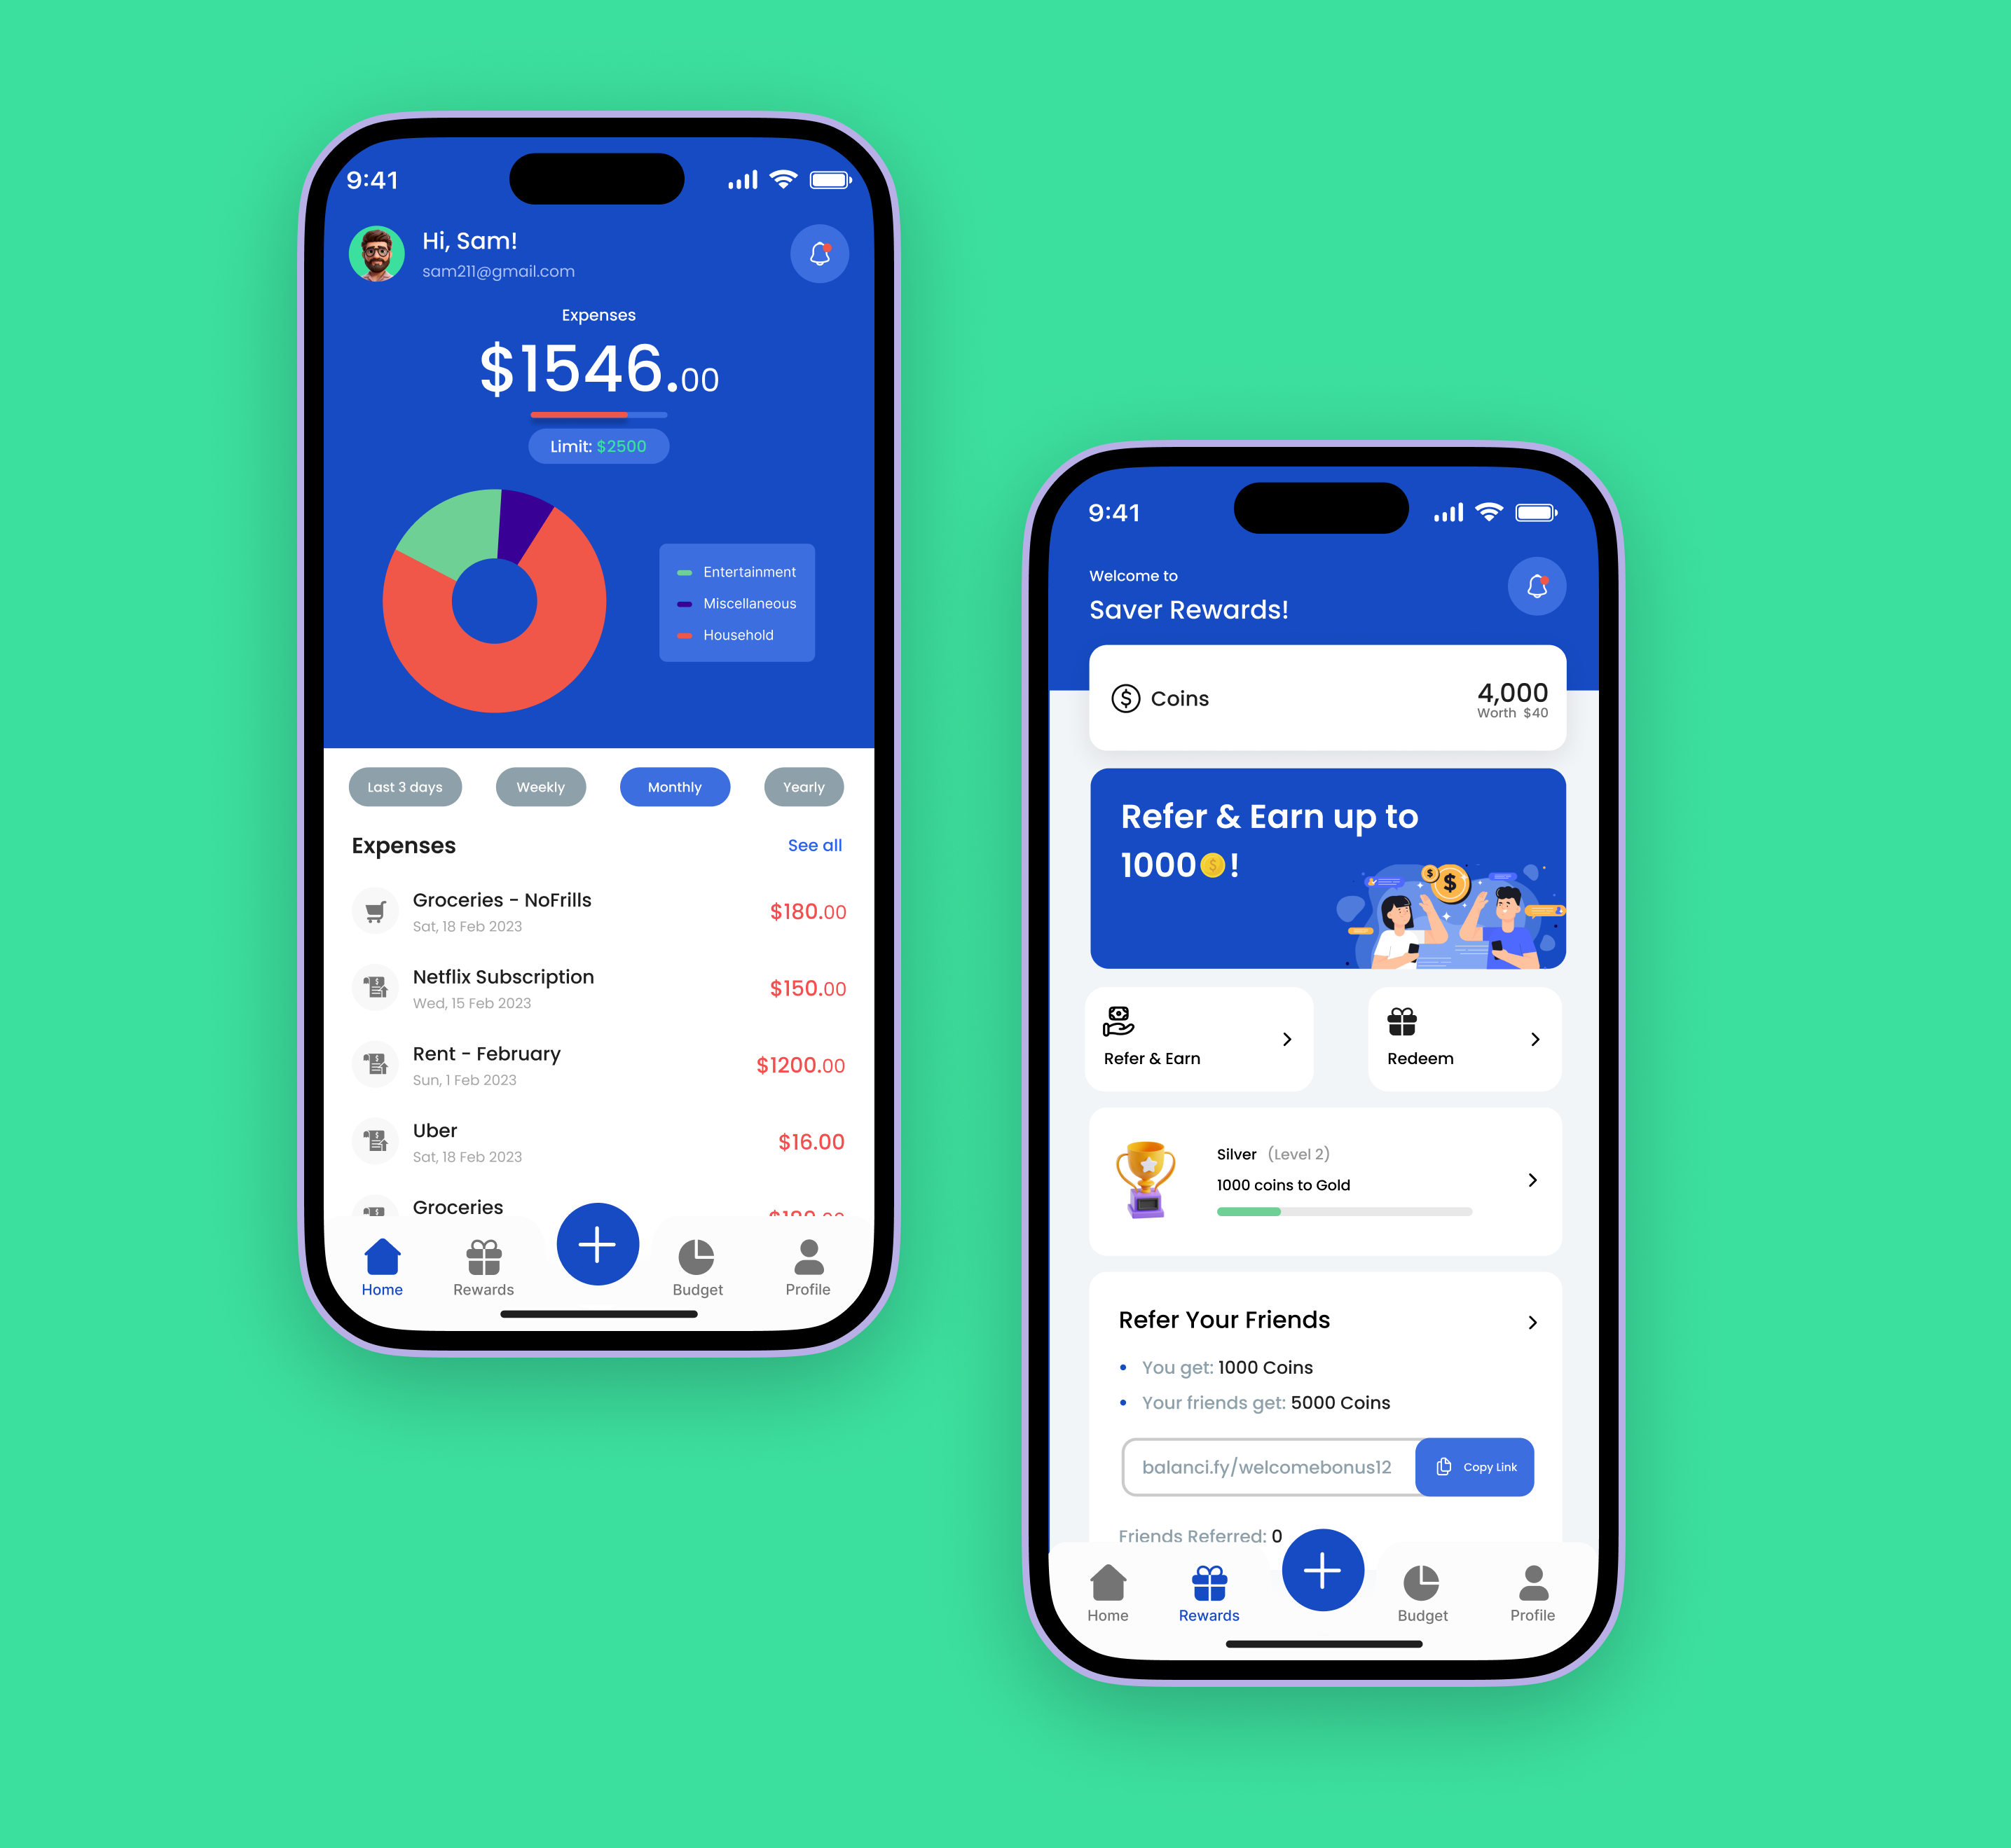 9:41
Hi, Sam!
sam211@gmail.com
Expenses
$1546.00
Limit: $2500
Entertainment
Miscellaneous
Household
Last 3 days
Weekly
Monthly
Yearly
Expenses
See all
Groceries - NoFrills
Sat, 18 Feb 2023
$180.00
Netflix Subscription
Wed, 15 Feb 2023
$150.00
Rent - February
Sun, 1 Feb 2023
$1200.00
Uber
Sat, 18 Feb 2023
$16.00
Groceries
$180.00
Home
Rewards
Budget
Profile
9:41
Welcome to
Saver Rewards!
Coins
4,000
Worth $40
Refer & Earn up to
1000!
Refer & Earn
Redeem
Silver (Level 2)
1000 coins to Gold
Refer Your Friends
• You get: 1000 Coins
• Your friends get: 5000 Coins
balanci.fy/welcomebonus12
Copy Link
Friends Referred: 0
Home
Rewards
Budget
Profile